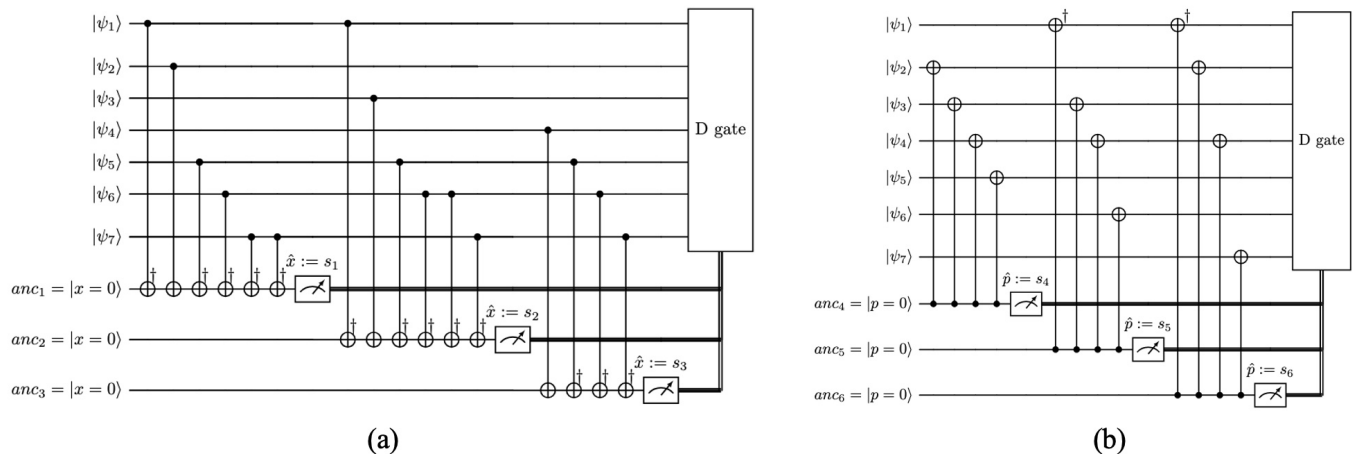 |ψ₁⟩
|ψ₂⟩
|ψ₃⟩
|ψ₄⟩
|ψ₅⟩
|ψ₆⟩
|ψ₇⟩
anc₁ = |x = 0⟩
anc₂ = |x = 0⟩
anc₃ = |x = 0⟩
† † † † †
x̂ := s₁
† † † † †
x̂ := s₂
† † †
x̂ := s₃
D gate
(a)
|ψ₁⟩
|ψ₂⟩
|ψ₃⟩
|ψ₄⟩
|ψ₅⟩
|ψ₆⟩
|ψ₇⟩
anc₄ = |p = 0⟩
anc₅ = |p = 0⟩
anc₆ = |p = 0⟩
† †
p̂ := s₄
p̂ := s₅
p̂ := s₆
D gate
(b)